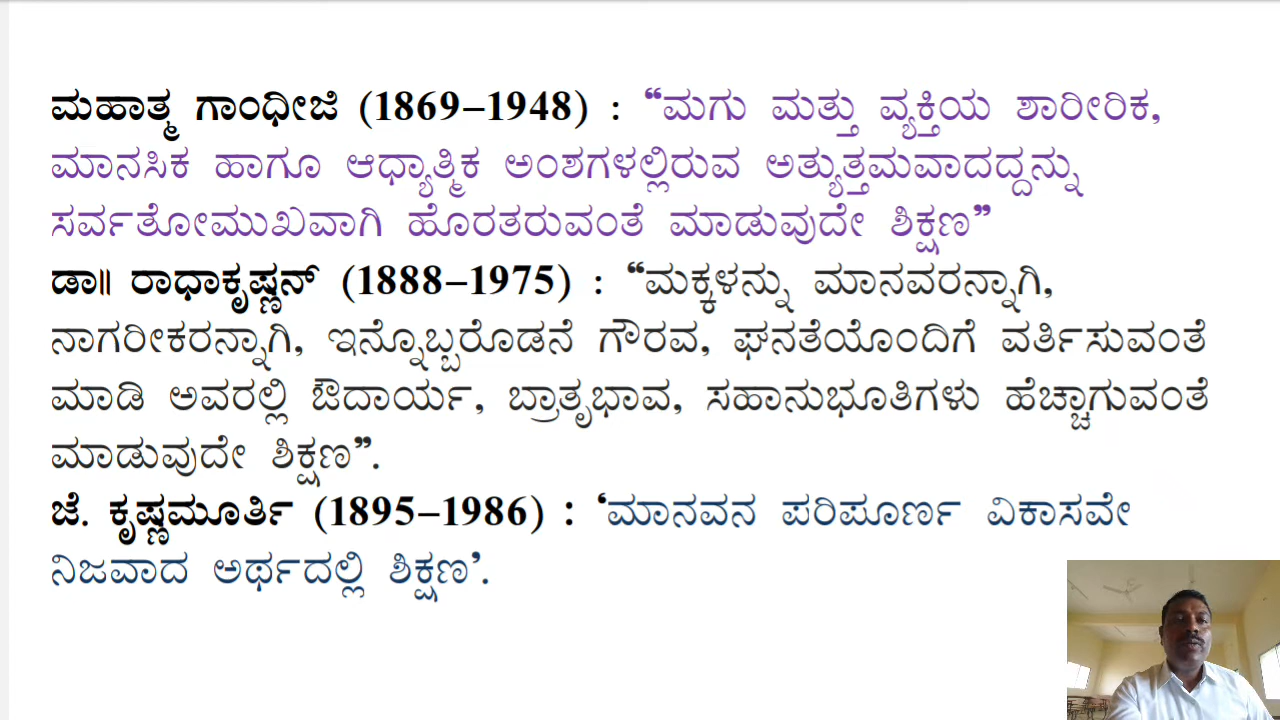 ಮಹಾತ್ಮ ಗಾಂಧೀಜಿ (1869–1948) : “ಮಗು ಮತ್ತು ವ್ಯಕ್ತಿಯ ಶಾರೀರಿಕ,
ಮಾನಸಿಕ ಹಾಗೂ ಆಧ್ಯಾತ್ಮಿಕ ಅಂಶಗಳಲ್ಲಿರುವ ಅತ್ಯುತ್ತಮವಾದದ್ದನ್ನು
ಸರ್ವತೋಮುಖವಾಗಿ ಹೊರತರುವಂತೆ ಮಾಡುವುದೇ ಶಿಕ್ಷಣ”
ಡಾ॥ ರಾಧಾಕೃಷ್ಣನ್ (1888–1975) : “ಮಕ್ಕಳನ್ನು ಮಾನವರನ್ನಾಗಿ,
ನಾಗರೀಕರನ್ನಾಗಿ, ಇನ್ನೊಬ್ಬರೊಡನೆ ಗೌರವ, ಘನತೆಯೊಂದಿಗೆ ವರ್ತಿಸುವಂತೆ
ಮಾಡಿ ಅವರಲ್ಲಿ ಔದಾರ್ಯ, ಬ್ರಾತೃಭಾವ, ಸಹಾನುಭೂತಿಗಳು ಹೆಚ್ಚಾಗುವಂತೆ
ಮಾಡುವುದೇ ಶಿಕ್ಷಣ”.
ಜೆ. ಕೃಷ್ಣಮೂರ್ತಿ (1895–1986) : ‘ಮಾನವನ ಪರಿಪೂರ್ಣ ವಿಕಾಸವೇ
ನಿಜವಾದ ಅರ್ಥದಲ್ಲಿ ಶಿಕ್ಷಣ’.